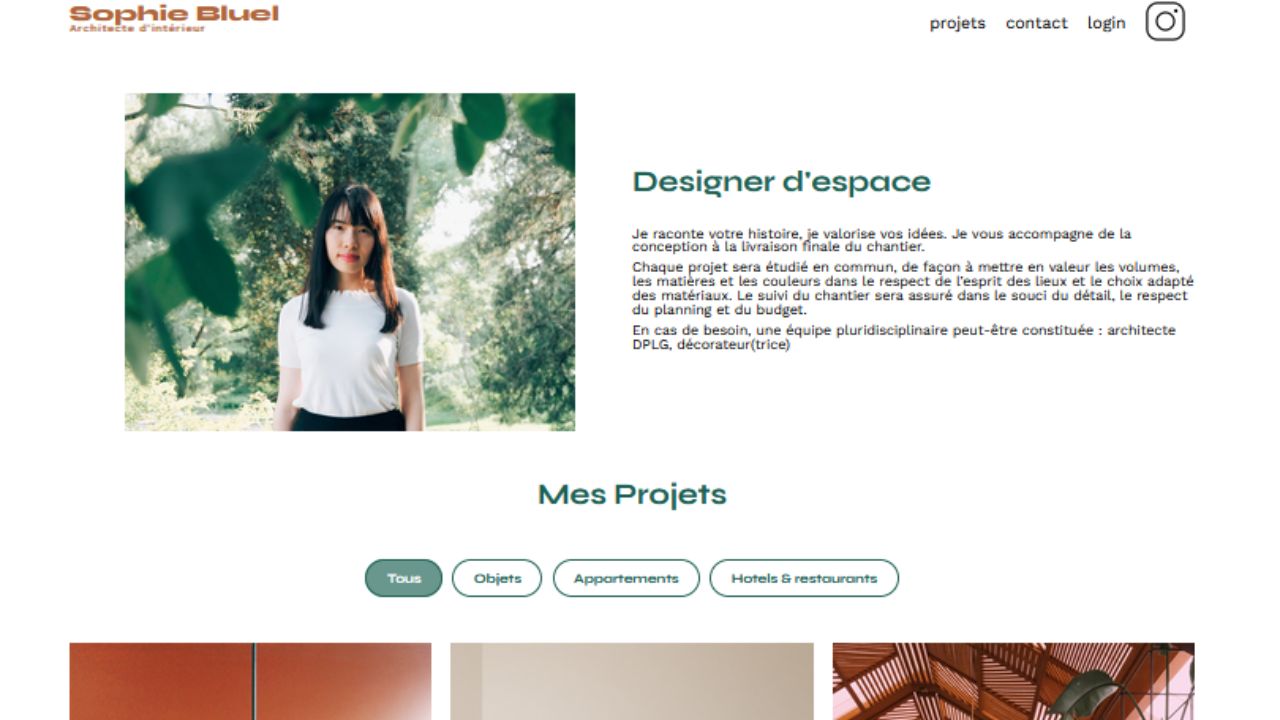 Sophie Bluel
Architecte d'intérieur
projets contact login
Designer d'espace
Je raconte votre histoire, je valorise vos idées. Je vous accompagne de la
conception à la livraison finale du chantier.
Chaque projet sera étudié en commun, de façon à mettre en valeur les volumes,
les matières et les couleurs dans le respect de l'esprit des lieux et le choix adapté
des matériaux. Le suivi du chantier sera assuré dans le souci du détail, le respect
du planning et du budget.
En cas de besoin, une équipe pluridisciplinaire peut-être constituée : architecte
DPLG, décorateur(trice)
Mes Projets
Tous Objets Appartements Hotels & restaurants